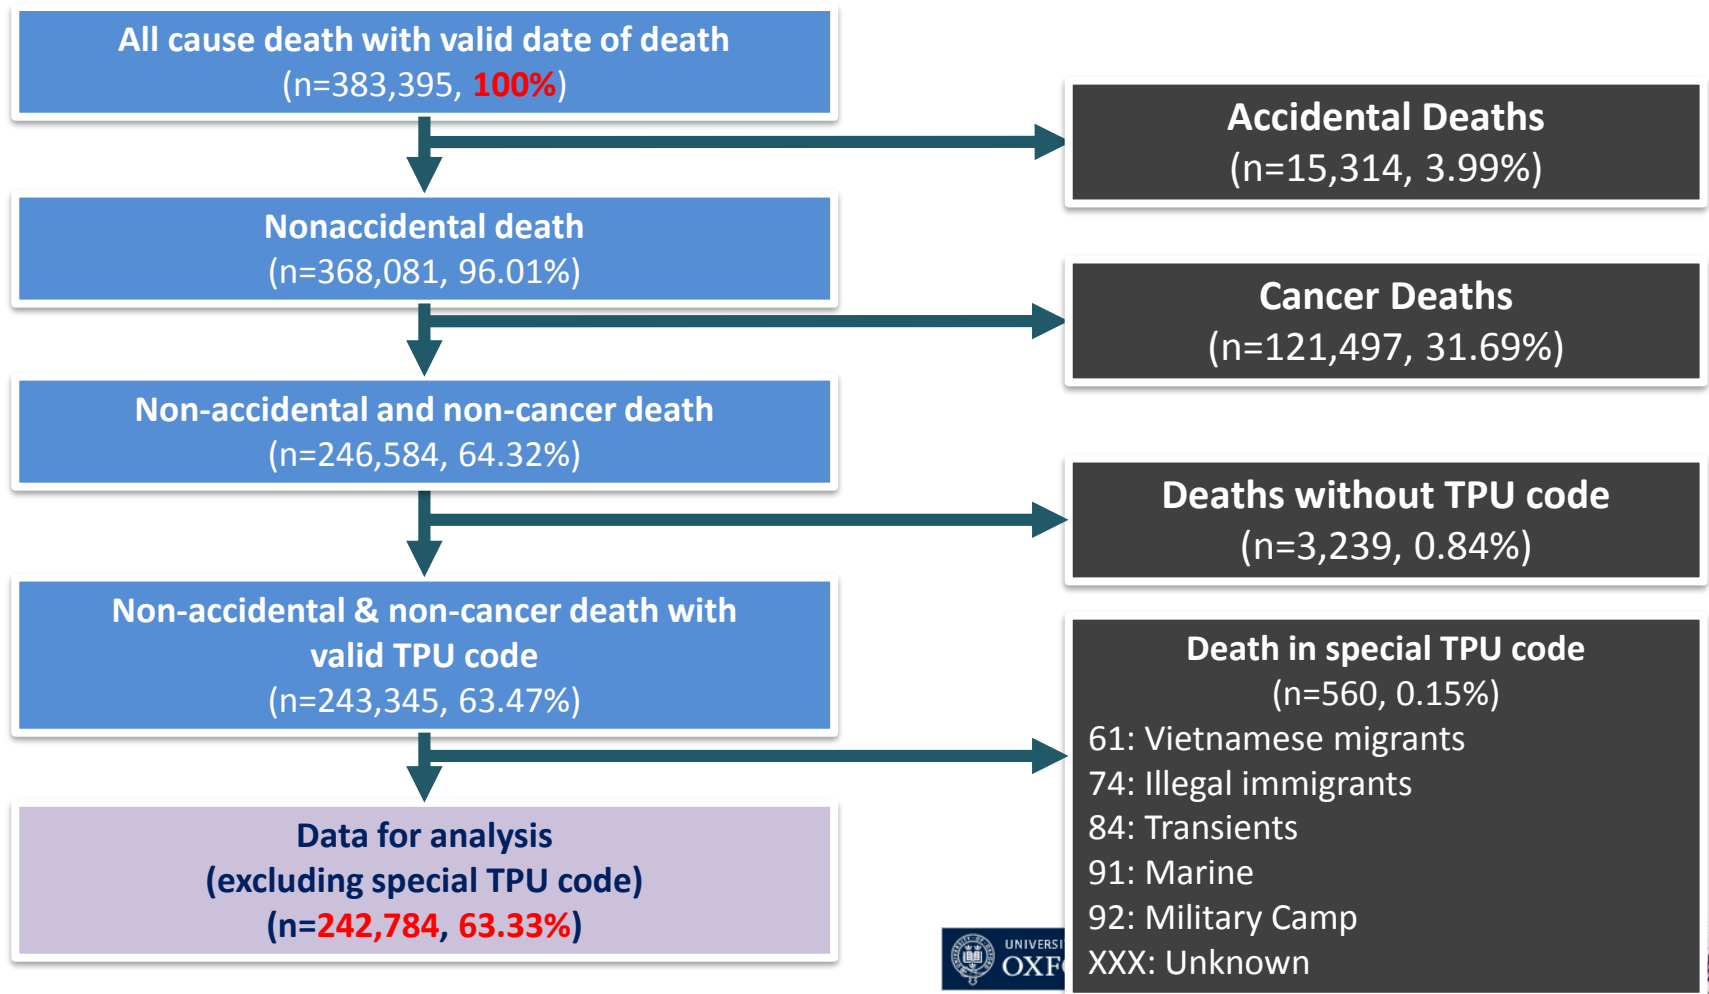 All cause death with valid date of death
(n=383,395, 100%)
Accidental Deaths
(n=15,314, 3.99%)
Nonaccidental death
(n=368,081, 96.01%)
Cancer Deaths
(n=121,497, 31.69%)
Non-accidental and non-cancer death
(n=246,584, 64.32%)
Deaths without TPU code
(n=3,239, 0.84%)
Non-accidental & non-cancer death with
valid TPU code
(n=243,345, 63.47%)
Death in special TPU code
(n=560, 0.15%)
61: Vietnamese migrants
74: Illegal immigrants
84: Transients
91: Marine
92: Military Camp
XXX: Unknown
Data for analysis
(excluding special TPU code)
(n=242,784, 63.33%)